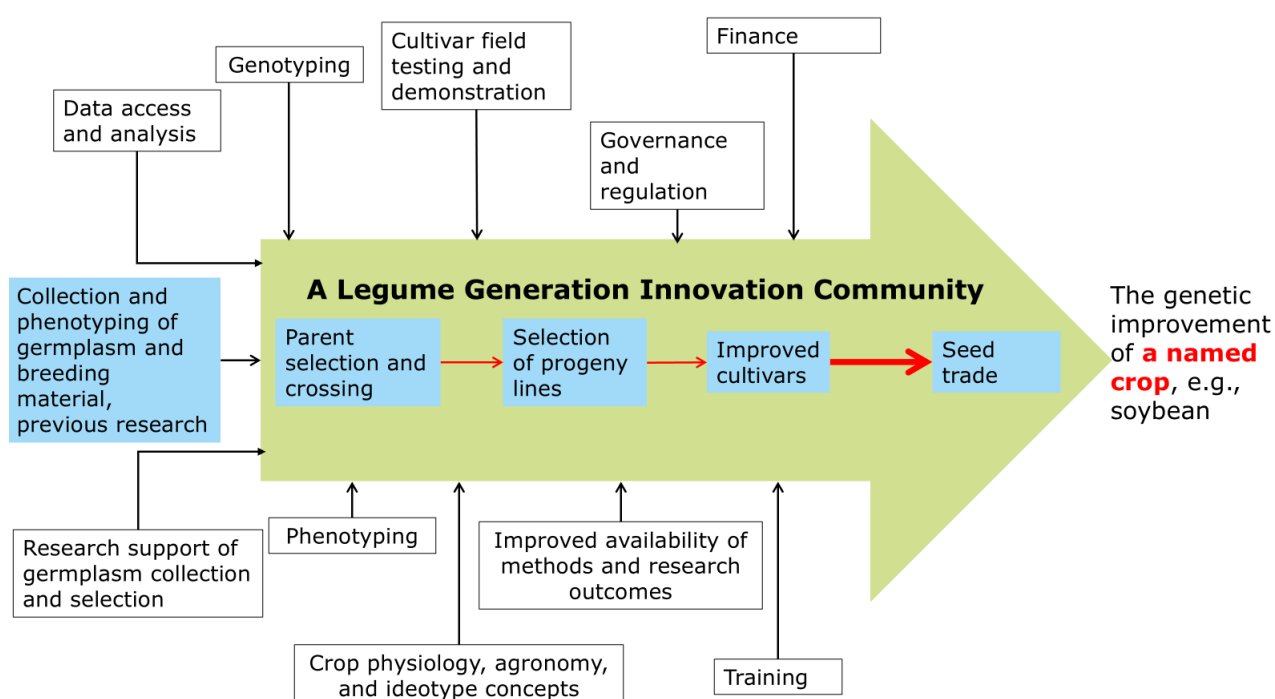 Finance
Cultivar field
testing and
demonstration
Genotyping
Data access
and analysis
Governance
and
regulation
A Legume Generation Innovation Community
Collection and
phenotyping of
germplasm and
breeding
material,
previous research
Parent
selection and
crossing
Selection
of progeny
lines
Improved
cultivars
Seed
trade
The genetic
improvement
of a named
crop, e.g.,
soybean
Research support of
germplasm collection
and selection
Phenotyping
Improved availability of
methods and research
outcomes
Crop physiology, agronomy,
and ideotype concepts
Training